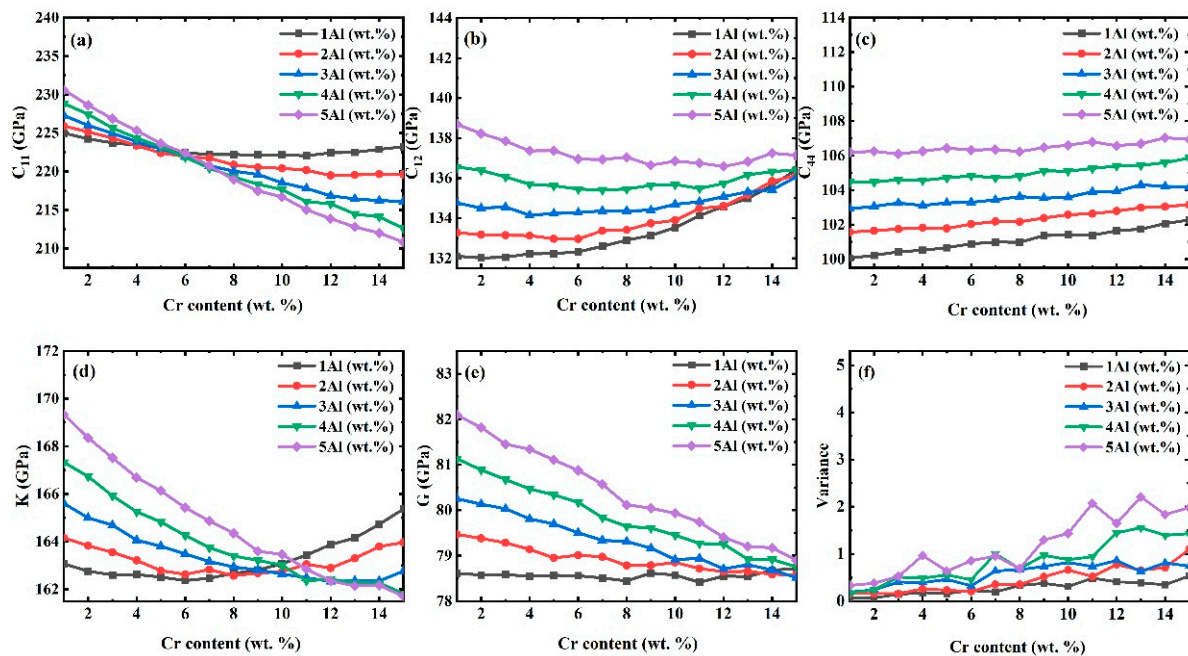 (a)
1Al (wt.%)
2Al (wt.%)
3Al (wt.%)
4Al (wt.%)
5Al (wt.%)
C₁₁ (GPa)
240
235
230
225
220
215
210
2 4 6 8 10 12 14
Cr content (wt. %)
(b)
1Al (wt.%)
2Al (wt.%)
3Al (wt.%)
4Al (wt.%)
5Al (wt.%)
C₁₂ (GPa)
144
142
140
138
136
134
132
2 4 6 8 10 12 14
Cr content (wt. %)
(c)
1Al (wt.%)
2Al (wt.%)
3Al (wt.%)
4Al (wt.%)
5Al (wt.%)
C₄₄ (GPa)
114
112
110
108
106
104
102
100
2 4 6 8 10 12 14
Cr content (wt. %)
(d)
1Al (wt.%)
2Al (wt.%)
3Al (wt.%)
4Al (wt.%)
5Al (wt.%)
K (GPa)
172
170
168
166
164
162
2 4 6 8 10 12 14
Cr content (wt. %)
(e)
1Al (wt.%)
2Al (wt.%)
3Al (wt.%)
4Al (wt.%)
5Al (wt.%)
G (GPa)
83
82
81
80
79
78
2 4 6 8 10 12 14
Cr content (wt. %)
(f)
1Al (wt.%)
2Al (wt.%)
3Al (wt.%)
4Al (wt.%)
5Al (wt.%)
Variance
5
4
3
2
1
0
2 4 6 8 10 12 14
Cr content (wt. %)